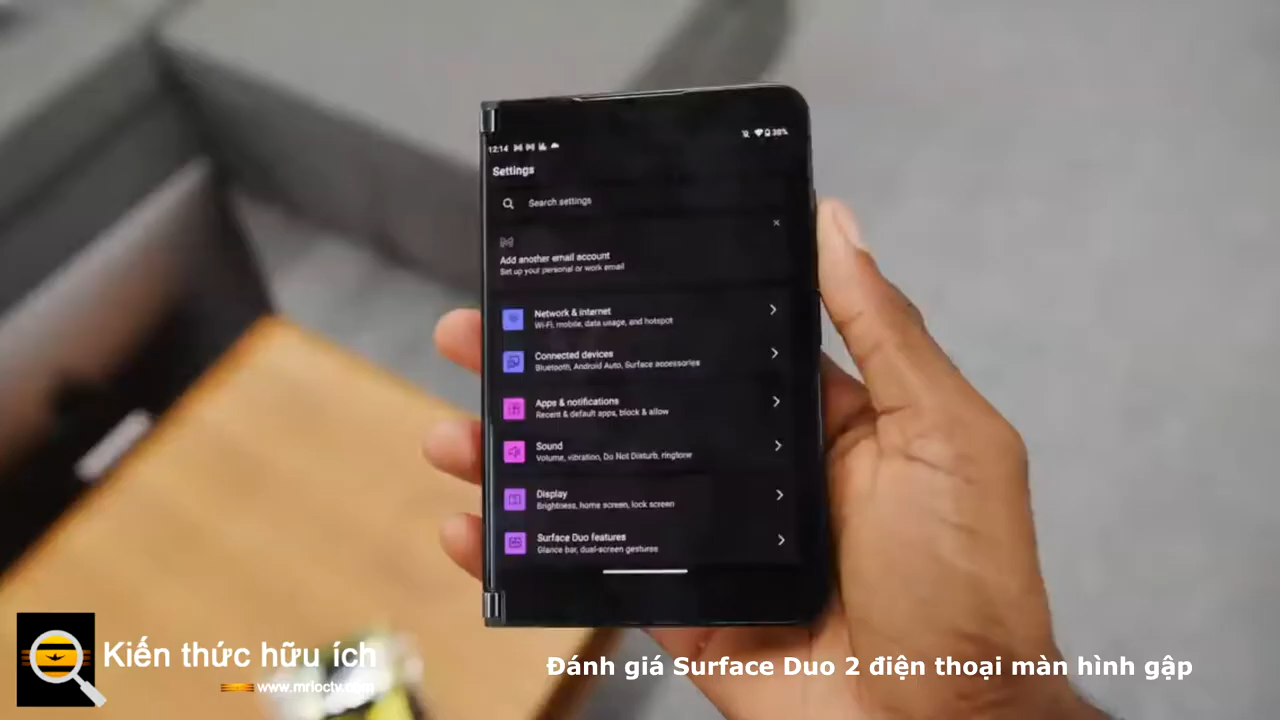 12:14
38%
Settings
Search settings
Add another email account
Set up your personal or work email
Network & internet
Wi-Fi, mobile, data usage, and hotspot
Connected devices
Bluetooth, Android Auto, Surface accessories
Apps & notifications
Recent & default apps, block & allow
Sound
Volume, vibration, Do Not Disturb, ringtone
Display
Brightness, home screen, lock screen
Surface Duo features
Glance bar, dual-screen gestures
Kiến thức hữu ích
www.mrloctv.com
Đánh giá Surface Duo 2 điện thoại màn hình gập